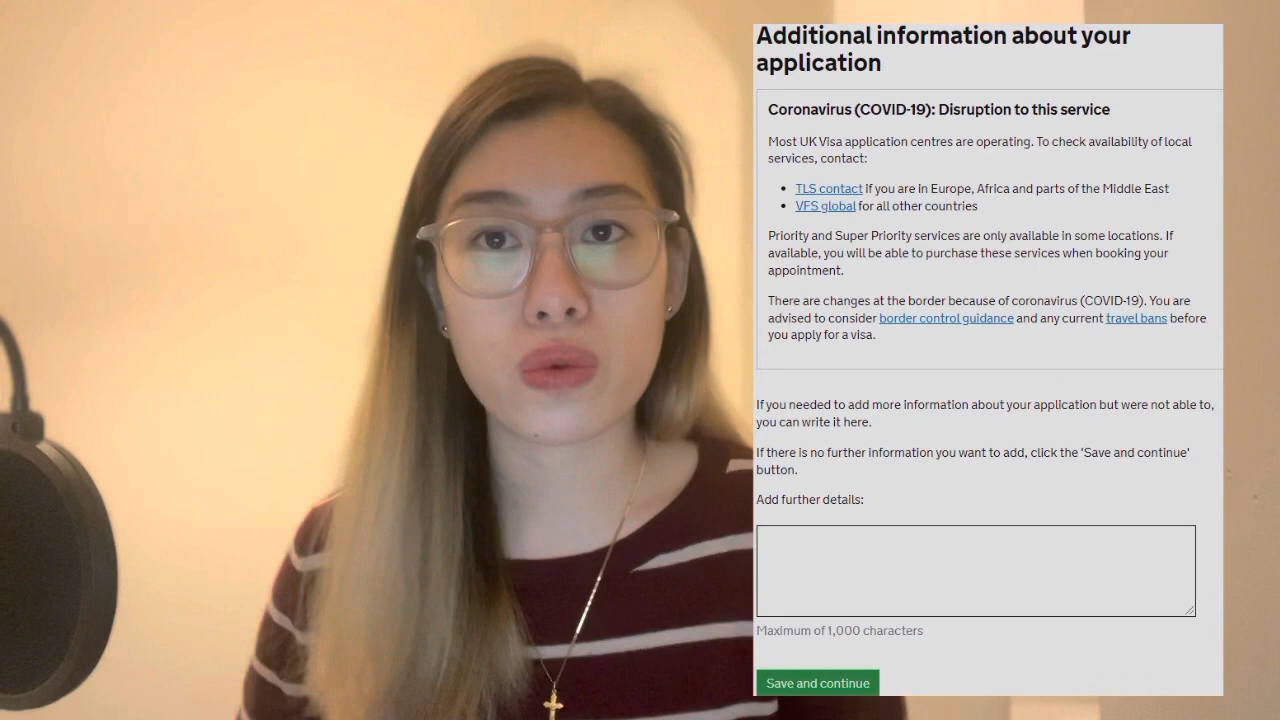 Additional information about your
application
Coronavirus (COVID-19): Disruption to this service
Most UK Visa application centres are operating. To check availability of local
services, contact:
• TLS contact if you are in Europe, Africa and parts of the Middle East
• VFS global for all other countries
Priority and Super Priority services are only available in some locations. If
available, you will be able to purchase these services when booking your
appointment.
There are changes at the border because of coronavirus (COVID-19). You are
advised to consider border control guidance and any current travel bans before
you apply for a visa.
If you needed to add more information about your application but were not able to,
you can write it here.
If there is no further information you want to add, click the 'Save and continue'
button.
Add further details:
Maximum of 1,000 characters
Save and continue